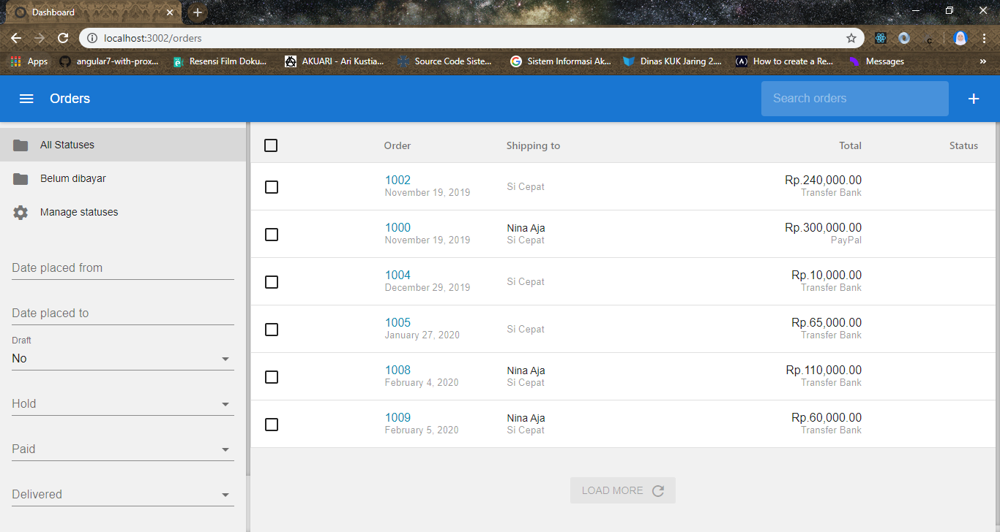 Dashboard
localhost:3002/orders
Apps
angular7-with-prox...
Resensi Film Doku...
AKUARI - Ari Kustia...
Source Code Siste...
Sistem Informasi Ak...
Dinas KUK Jaring 2....
How to create a Re...
Messages
»
Orders
Search orders
All Statuses
Belum dibayar
Manage statuses
Date placed from
Date placed to
Draft
No
Hold
Paid
Delivered
Order Shipping to Total Status
1002 Rp.240,000.00
November 19, 2019 Si Cepat Transfer Bank
1000 Nina Aja Rp.300,000.00
November 19, 2019 Si Cepat PayPal
1004 Rp.10,000.00
December 29, 2019 Si Cepat Transfer Bank
1005 Rp.65,000.00
January 27, 2020 Si Cepat Transfer Bank
1008 Nina Aja Rp.110,000.00
February 4, 2020 Si Cepat Transfer Bank
1009 Nina Aja Rp.60,000.00
February 5, 2020 Si Cepat Transfer Bank
LOAD MORE